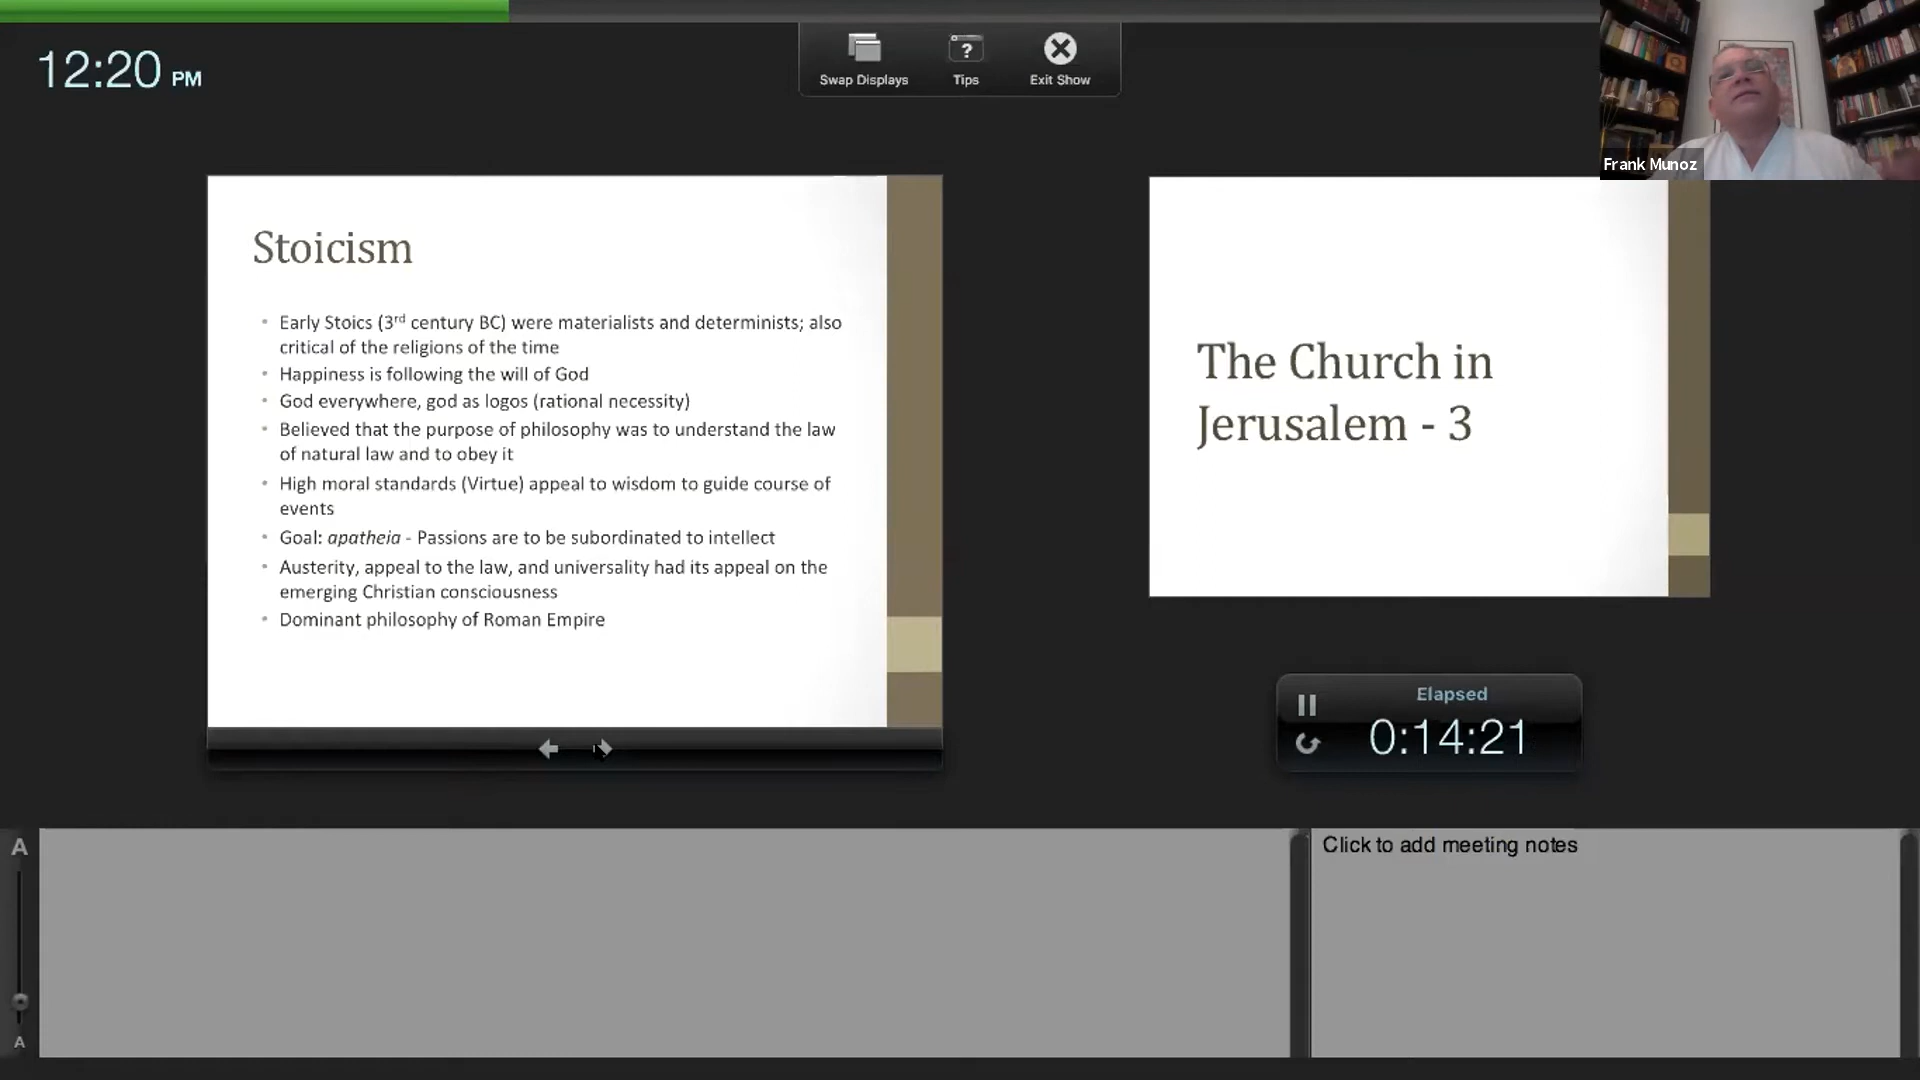 12:20 PM
Swap Displays
Tips
Exit Show
Frank Munoz
Stoicism
• Early Stoics (3rd century BC) were materialists and determinists; also
critical of the religions of the time
• Happiness is following the will of God
• God everywhere, god as logos (rational necessity)
• Believed that the purpose of philosophy was to understand the law
of natural law and to obey it
• High moral standards (Virtue) appeal to wisdom to guide course of
events
• Goal: apatheia - Passions are to be subordinated to intellect
• Austerity, appeal to the law, and universality had its appeal on the
emerging Christian consciousness
• Dominant philosophy of Roman Empire
The Church in
Jerusalem - 3
Elapsed
0:14:21
A
A
Click to add meeting notes